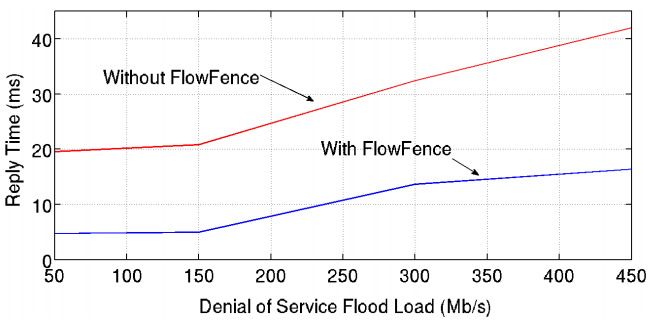 40
Without FlowFence
30
Reply Time (ms)
20
With FlowFence
10
0
50 100 150 200 250 300 350 400 450
Denial of Service Flood Load (Mb/s)